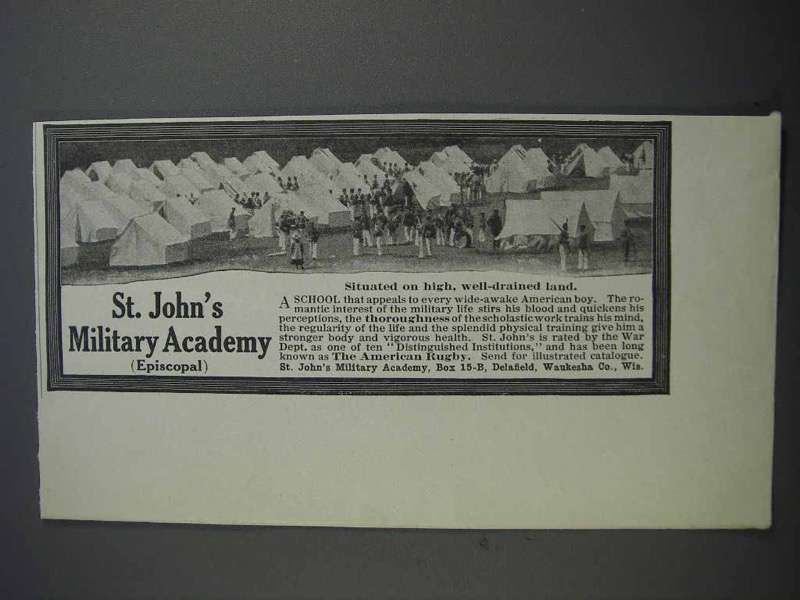 St. John's
Military Academy
(Episcopal)
Situated on high, well-drained land.
A SCHOOL that appeals to every wide-awake American boy. The ro-
mantic interest of the military life stirs his blood and quickens his
perceptions, the thoroughness of the scholastic work trains his mind,
the regularity of the life and the splendid physical training give him a
stronger body and vigorous health. St. John's is rated by the War
Dept. as one of ten "Distinguished Institutions," and has been long
known as The American Rugby. Send for illustrated catalogue.
St. John's Military Academy, Box 15-B, Delafield, Waukesha Co., Wis.